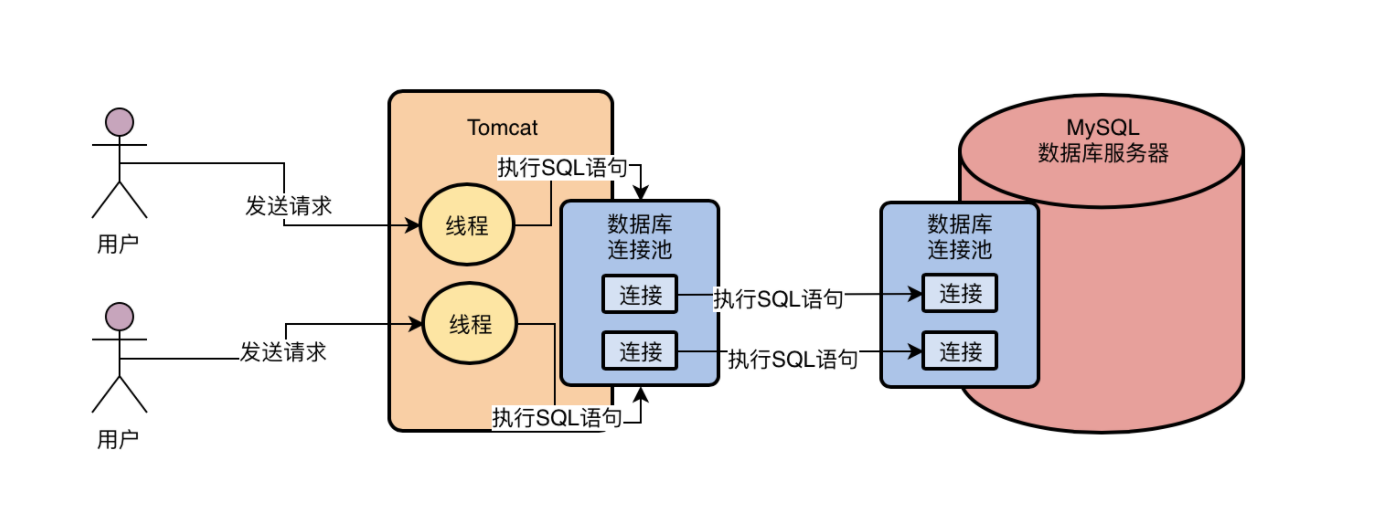 Tomcat
MySQL
数据库服务器
执行SQL语句
发送请求
线程
数据库
连接池
数据库
连接池
用户
连接
执行SQL语句
连接
线程
发送请求
连接
执行SQL语句
连接
执行SQL语句
用户